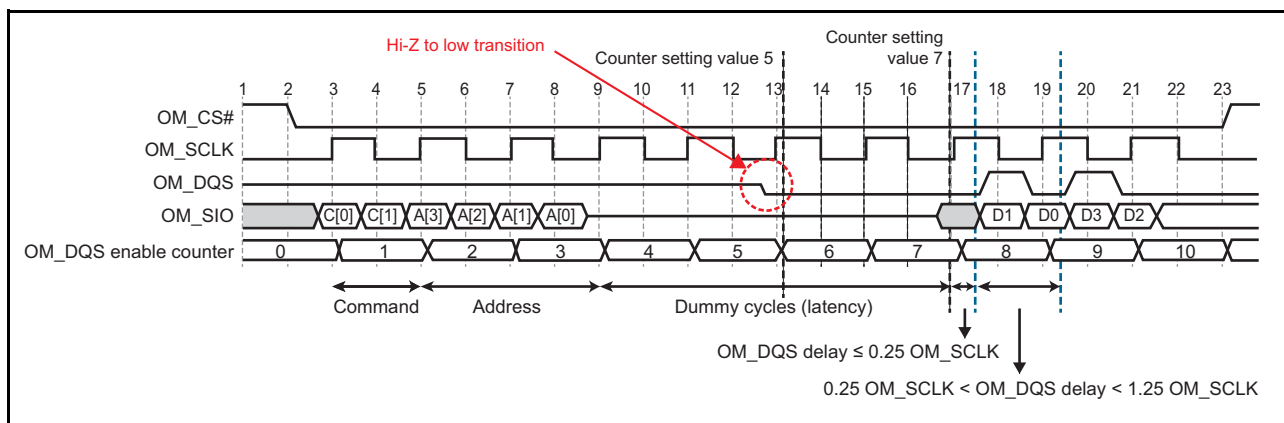 Hi-Z to low transition
Counter setting value 5
Counter setting
value 7
1 2 3 4 5 6 7 8 9 10 11 12 13 14 15 16 17 18 19 20 21 22 23
OM_CS#
OM_SCLK
OM_DQS
OM_SIO C[0] C[1] A[3] A[2] A[1] A[0] D1 D0 D3 D2
OM_DQS enable counter 0 1 2 3 4 5 6 7 8 9 10
Command Address Dummy cycles (latency)
OM_DQS delay ≤ 0.25 OM_SCLK
0.25 OM_SCLK < OM_DQS delay < 1.25 OM_SCLK